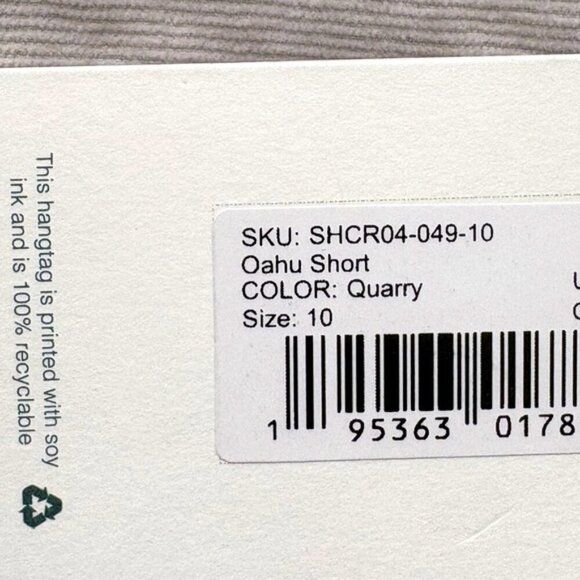 This hangtag is printed with soy
ink and is 100% recyclable
SKU: SHCR04-049-10
Oahu Short
COLOR: Quarry
Size: 10
1 95363 0178